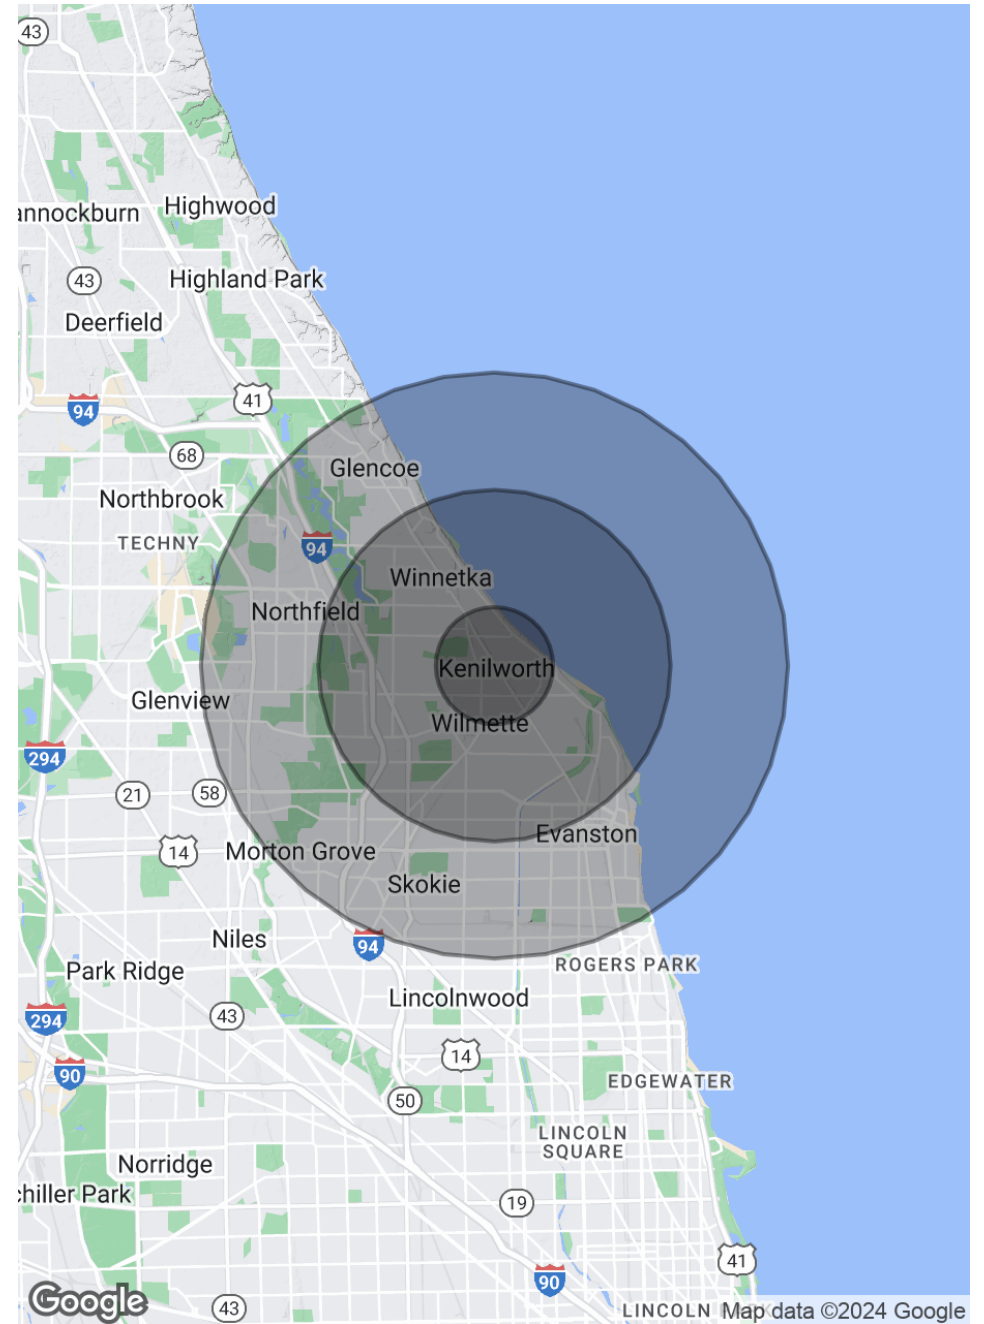 43
annockburn
Highwood
43
Highland Park
Deerfield
94
41
68
Glencoe
Northbrook
TECHNY
94
Winnetka
Northfield
Kenilworth
Glenview
Wilmette
294
21
58
14
Morton Grove
Evanston
Skokie
Niles
94
Park Ridge
ROGERS PARK
Lincolnwood
294
43
14
90
EDGEWATER
50
LINCOLN
SQUARE
Norridge
chiller Park
19
41
90
Google
43
LINCOLN
Map data ©2024 Google